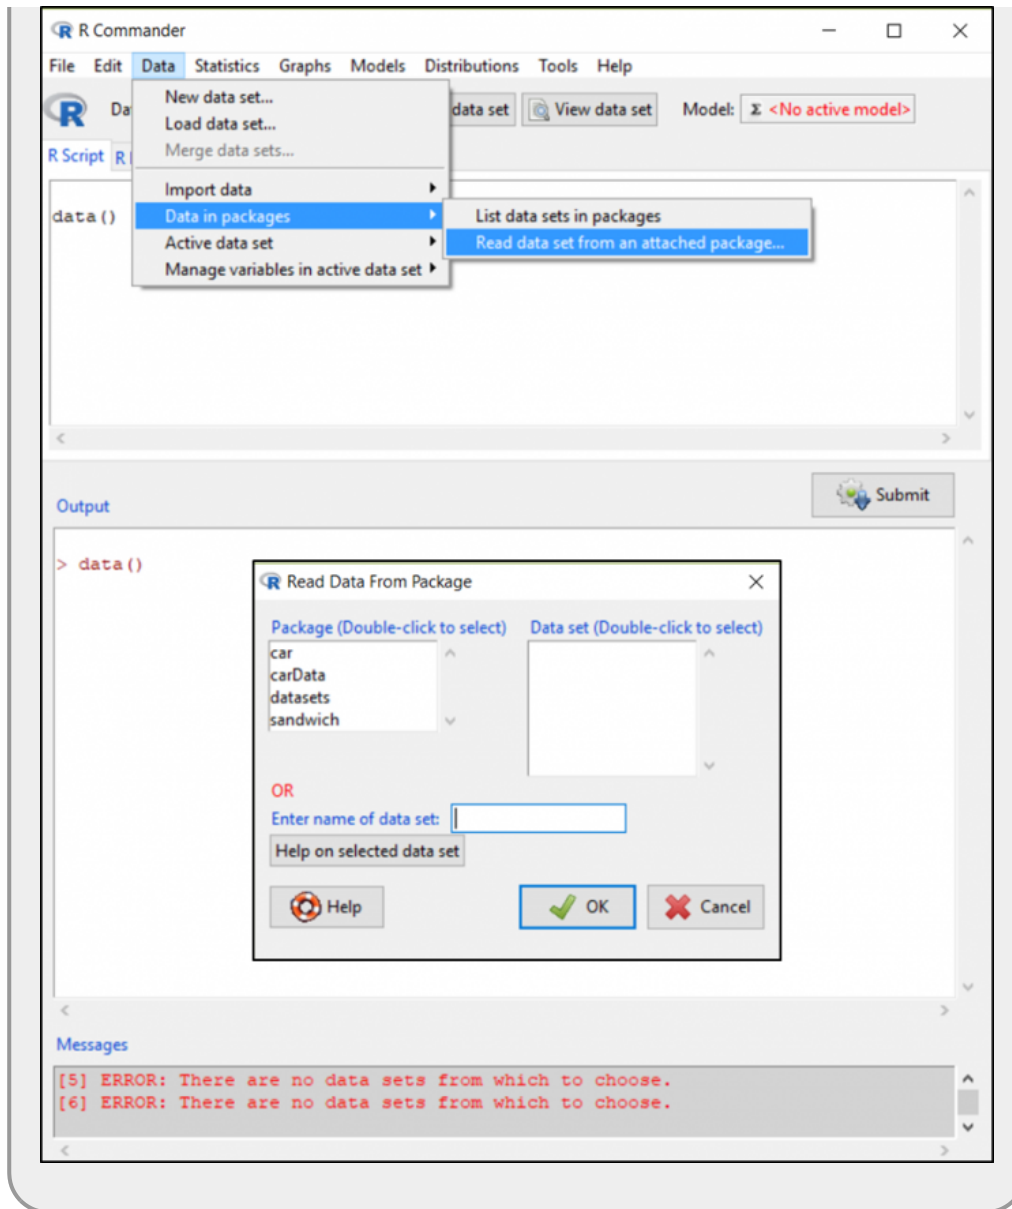 R Commander
File Edit Data Statistics Graphs Models Distributions Tools Help
R Da data set View data set Model: Σ <No active model>
New data set...
Load data set...
Merge data sets...
R Script R
Import data
data()
Data in packages
List data sets in packages
Active data set
Read data set from an attached package...
Manage variables in active data set
Output
Submit
> data()
Read Data From Package
Package (Double-click to select) Data set (Double-click to select)
car
carData
datasets
sandwich
OR
Enter name of data set:
Help on selected data set
Help OK Cancel
Messages
[5] ERROR: There are no data sets from which to choose.
[6] ERROR: There are no data sets from which to choose.